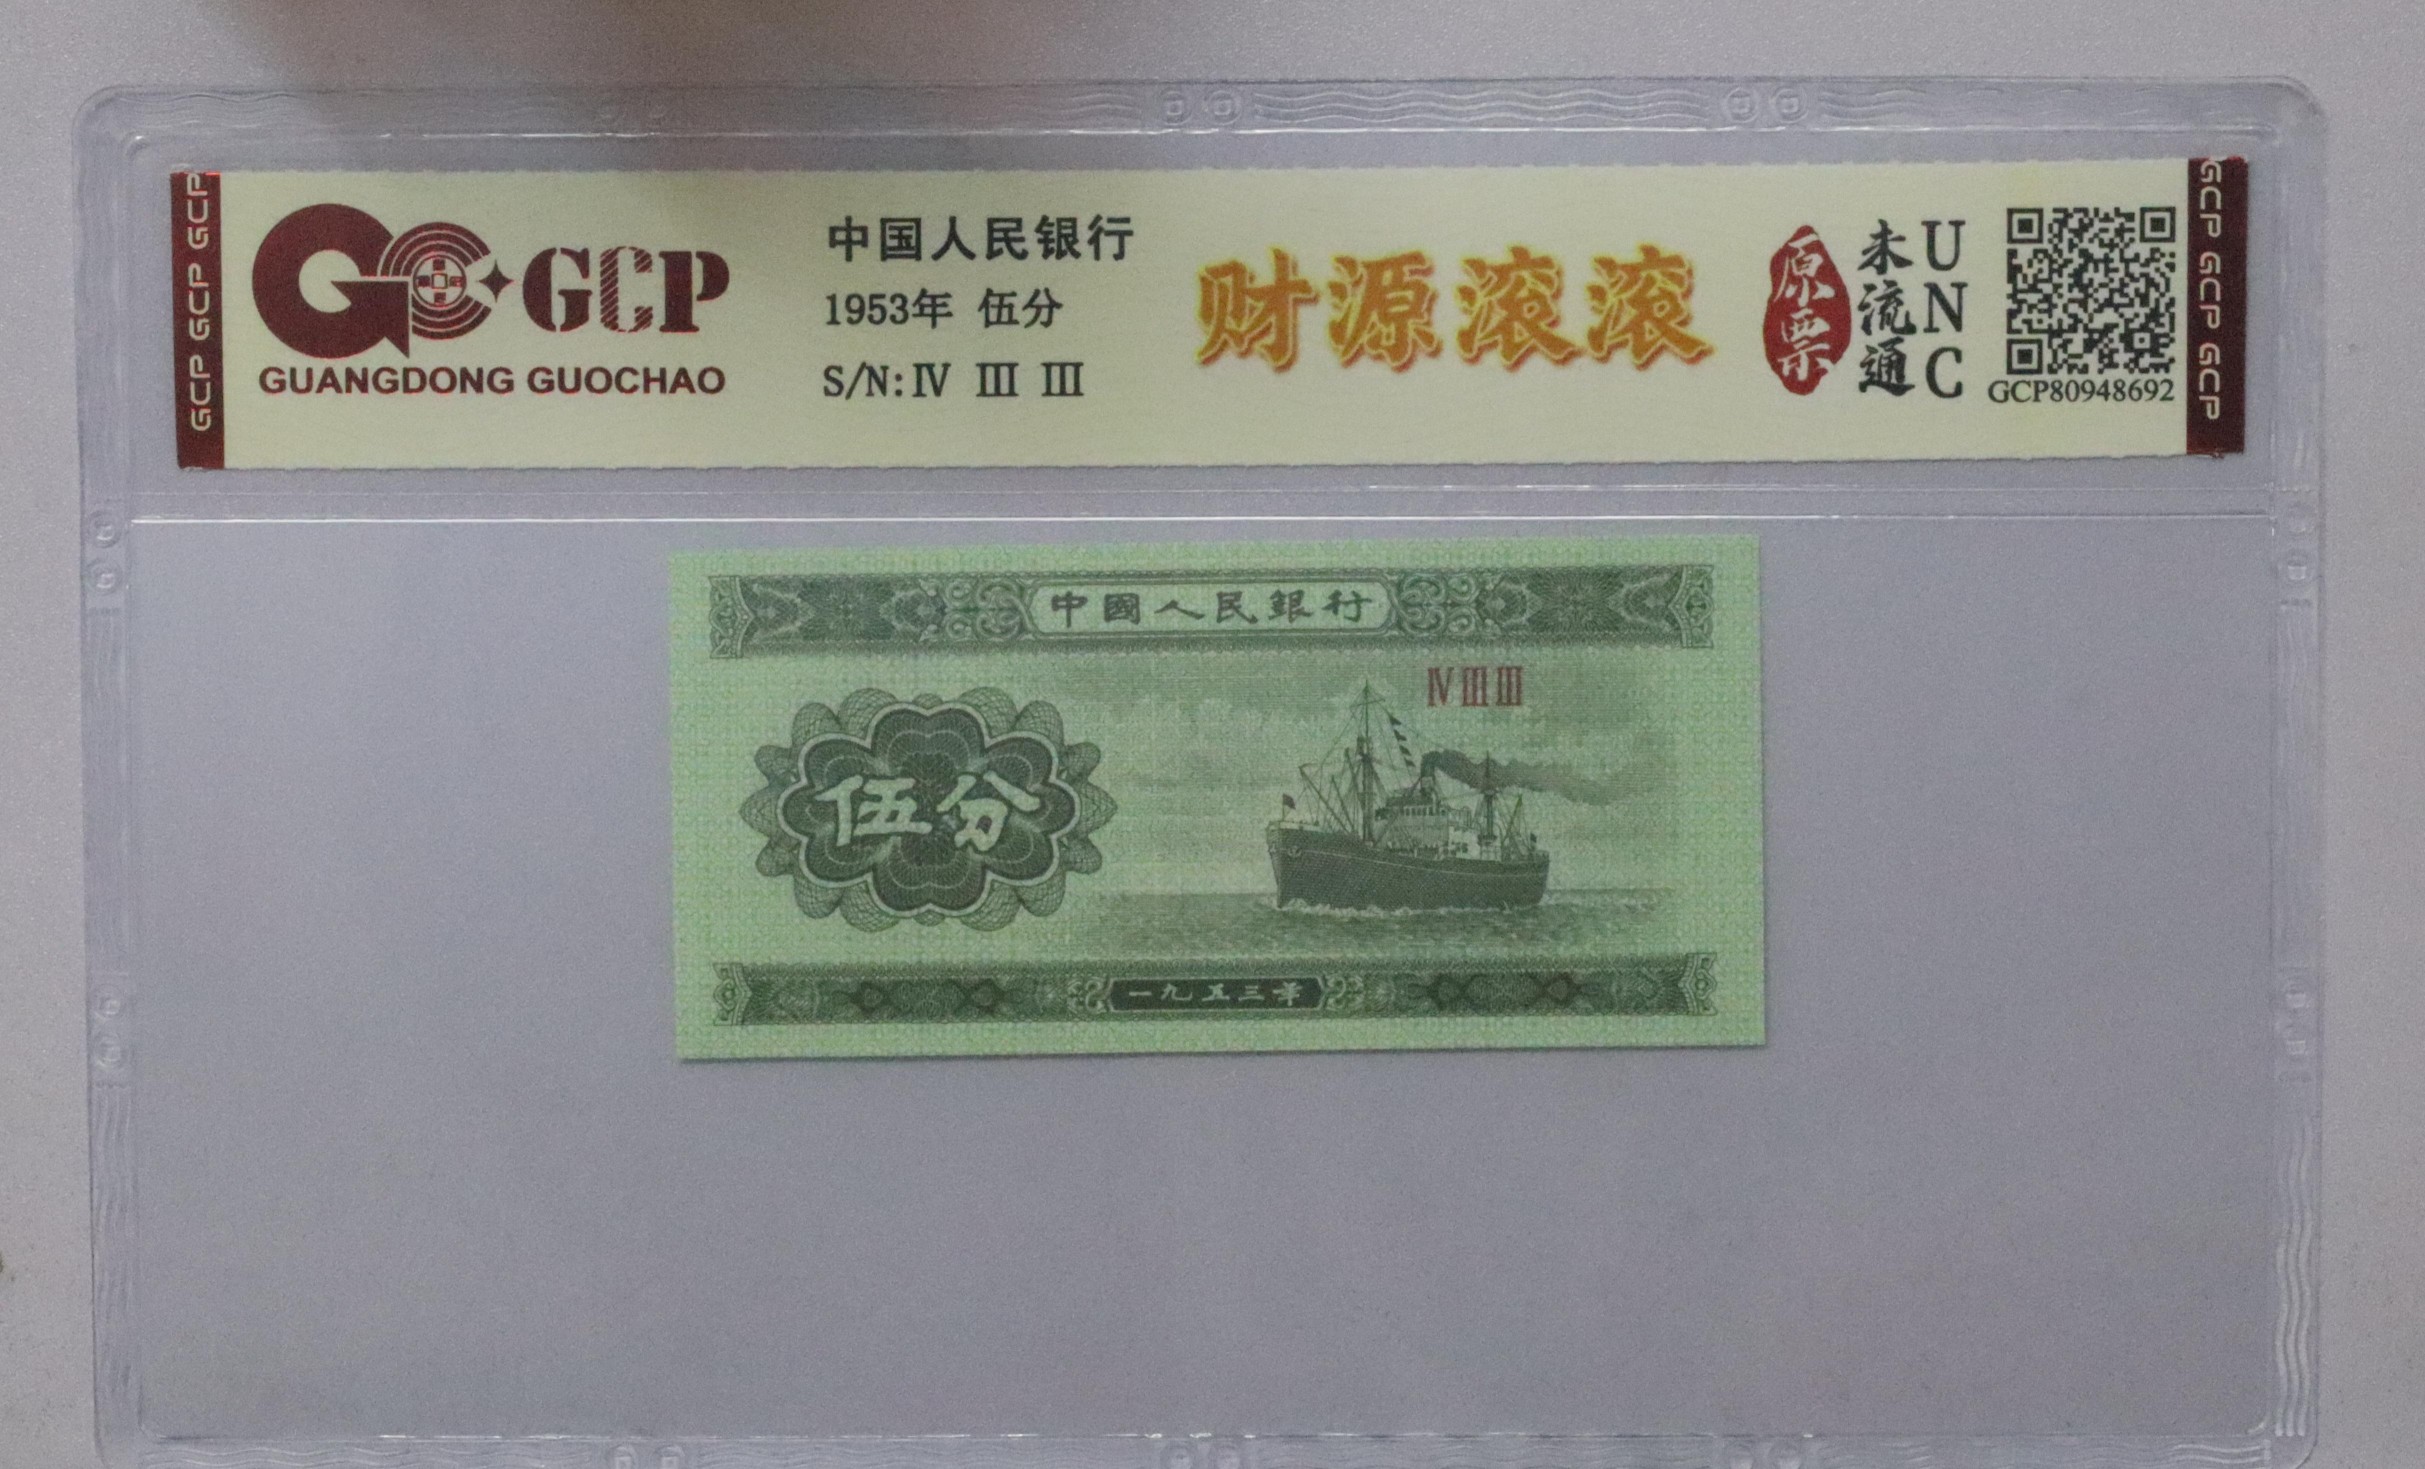 GCP GCP GCP
GCP
GUANGDONG GUOCHAO
中国人民银行
1953年 伍分
S/N:Ⅳ Ⅲ Ⅲ
财源滚滚
原票
未流通
UNC
GCP80948692
GCP GCP GCP
中國人民銀行
ⅣⅢⅢ
伍分
一九五三年